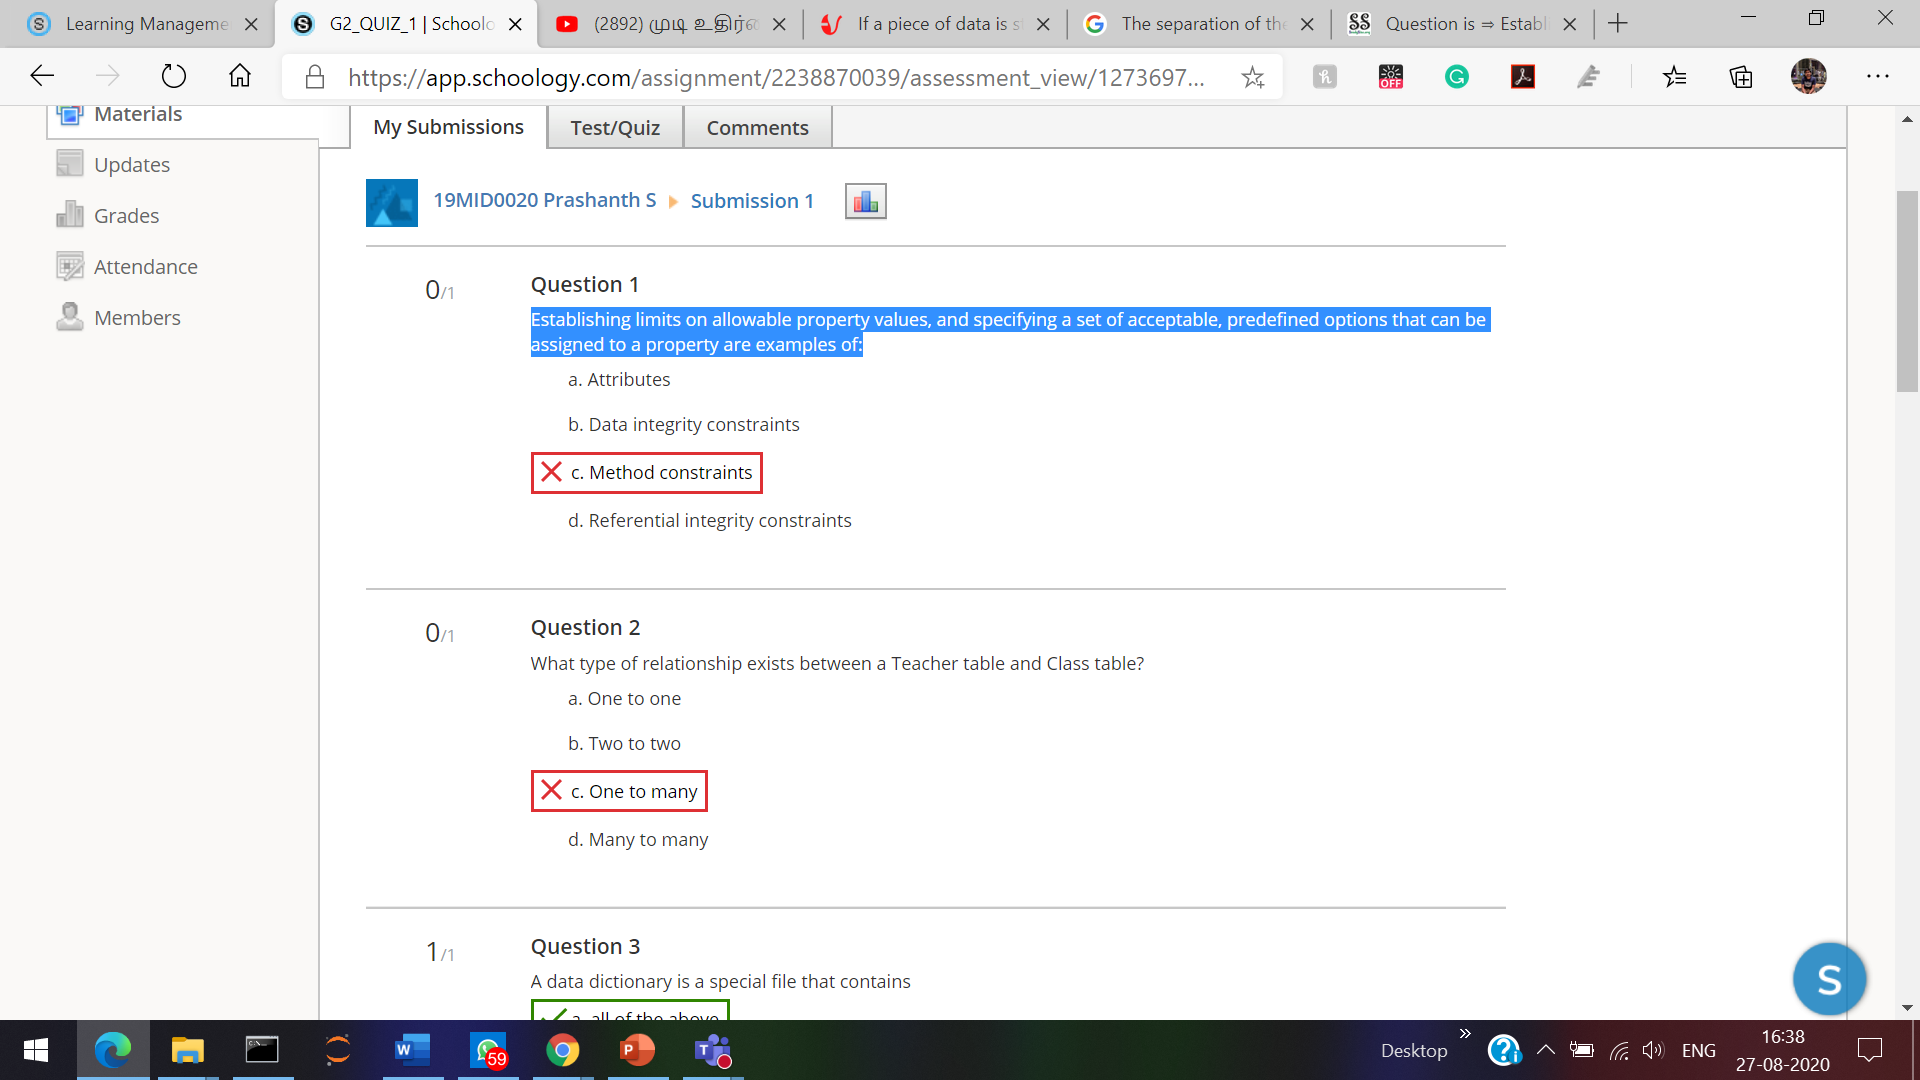 Learning Manageme
G2_QUIZ_1 | Schoolo
(2892) முடி உதிர்வ
If a piece of data is s
The separation of the
Question is ⇒ Establ
https://app.schoology.com/assignment/2238870039/assessment_view/1273697...
OFF
Materials
Updates
Grades
Attendance
Members
My Submissions
Test/Quiz
Comments
19MID0020 Prashanth S
Submission 1
0/1
Question 1
Establishing limits on allowable property values, and specifying a set of acceptable, predefined options that can be
assigned to a property are examples of:
a. Attributes
b. Data integrity constraints
c. Method constraints
d. Referential integrity constraints
0/1
Question 2
What type of relationship exists between a Teacher table and Class table?
a. One to one
b. Two to two
c. One to many
d. Many to many
1/1
Question 3
A data dictionary is a special file that contains
a. all of the above
S
59
Desktop
ENG
16:38
27-08-2020